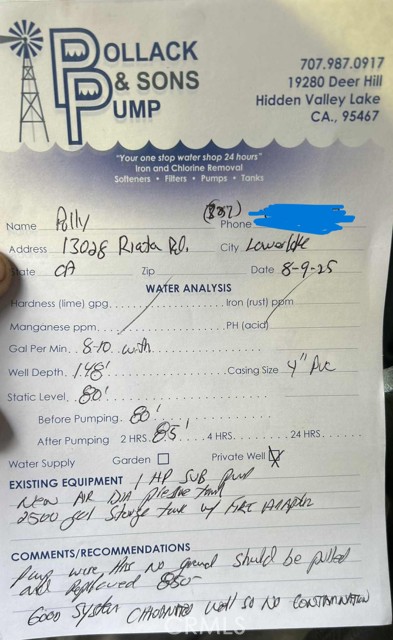 POLLACK
& SONS
PUMP
707.987.0917
19280 Deer Hill
Hidden Valley Lake
CA., 95467
"Your one stop water shop 24 hours"
Iron and Chlorine Removal
Softeners • Filters • Pumps • Tanks
Name Polly Phone
Address 13028 Riata Rd. City Lowerlake
State CA Zip Date 8-9-25
WATER ANALYSIS
Hardness (lime) gpg Iron (rust) ppm
Manganese ppm PH (acid)
Gal Per Min. 8-10 with
Well Depth 148' Casing Size 4" PVC
Static Level 80'
Before Pumping 80'
After Pumping 2 HRS. 85' 4 HRS. 24 HRS.
Water Supply Garden Private Well
EXISTING EQUIPMENT 1 HP SUB pump
New AIR DIA pressure tank
2500 gal Storage tank w/ FIRE ADAPTER
COMMENTS/RECOMMENDATIONS
Pump wire Has No ground should be pulled
and Replaced 850-
Good System Chlorinated well so NO CONTAMINATION
CRMLS